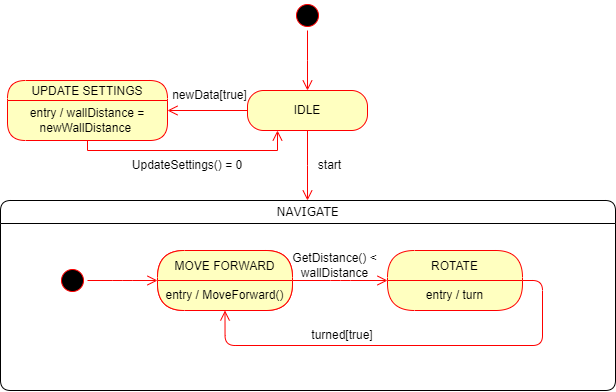 UPDATE SETTINGS
entry / wallDistance =
newWallDistance
newData[true]
IDLE
UpdateSettings() = 0
start
NAVIGATE
MOVE FORWARD
entry / MoveForward()
GetDistance() <
wallDistance
ROTATE
entry / turn
turned[true]